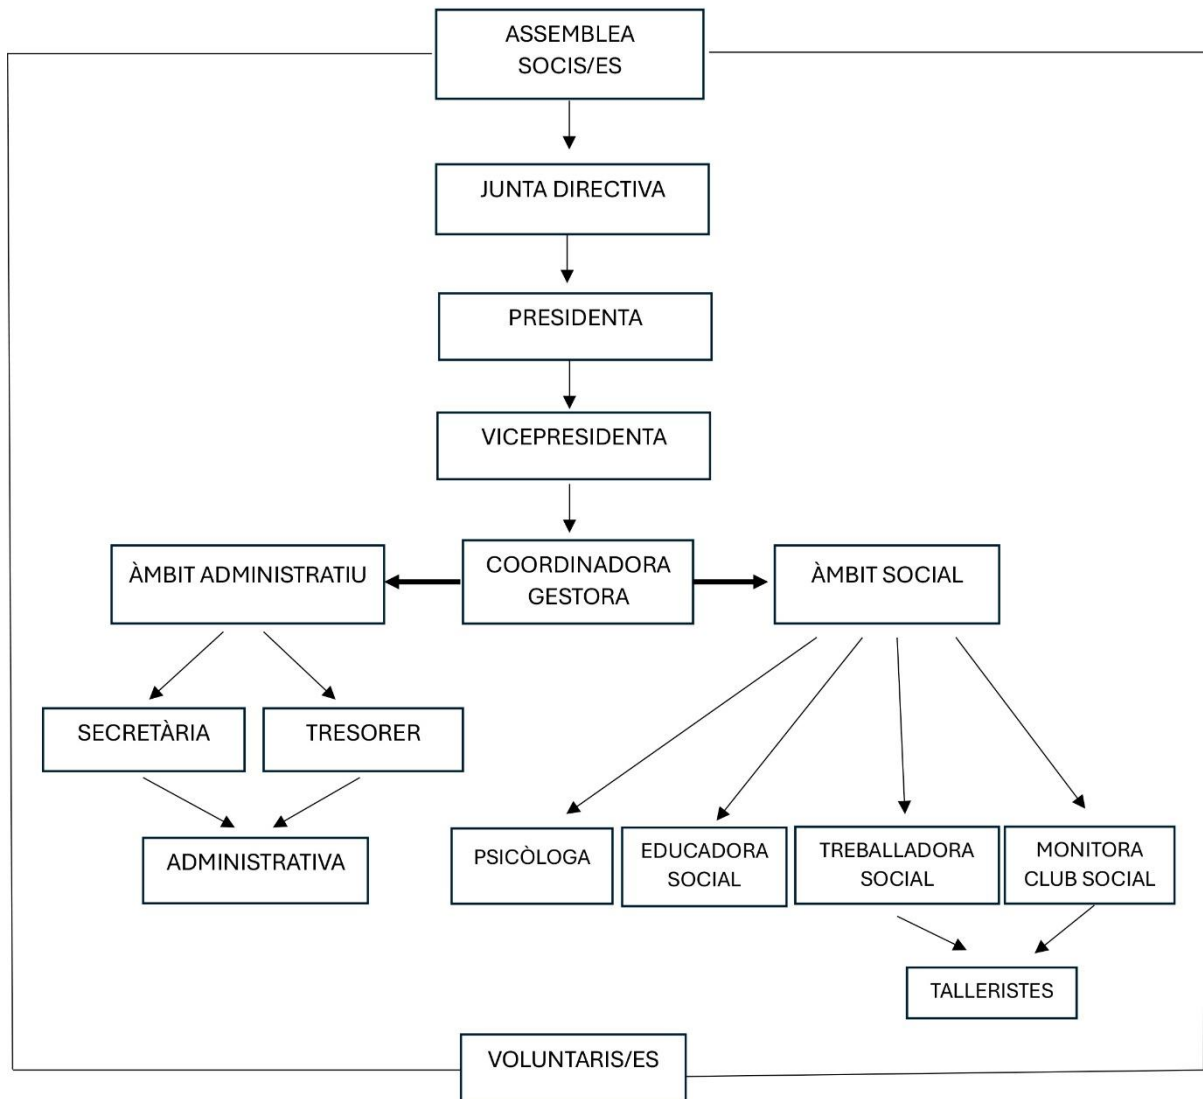 ASSEMBLEA
SOCIS/ES
JUNTA DIRECTIVA
PRESIDENTA
VICEPRESIDENTA
ÀMBIT ADMINISTRATIU
COORDINADORA
GESTORA
ÀMBIT SOCIAL
SECRETÀRIA
TRESORER
ADMINISTRATIVA
PSICÒLOGA
EDUCADORA
SOCIAL
TREBALLADORA
SOCIAL
MONITORA
CLUB SOCIAL
TALLERISTES
VOLUNTARIS/ES